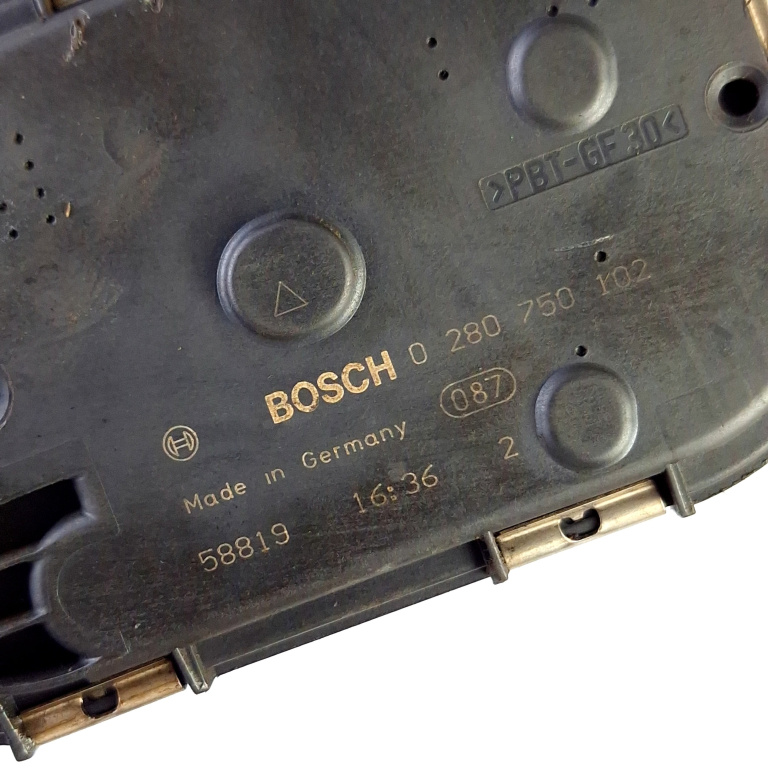 >PBT-GF30<
BOSCH 0 280 750 102
087
Made in Germany
58819 16:36 2